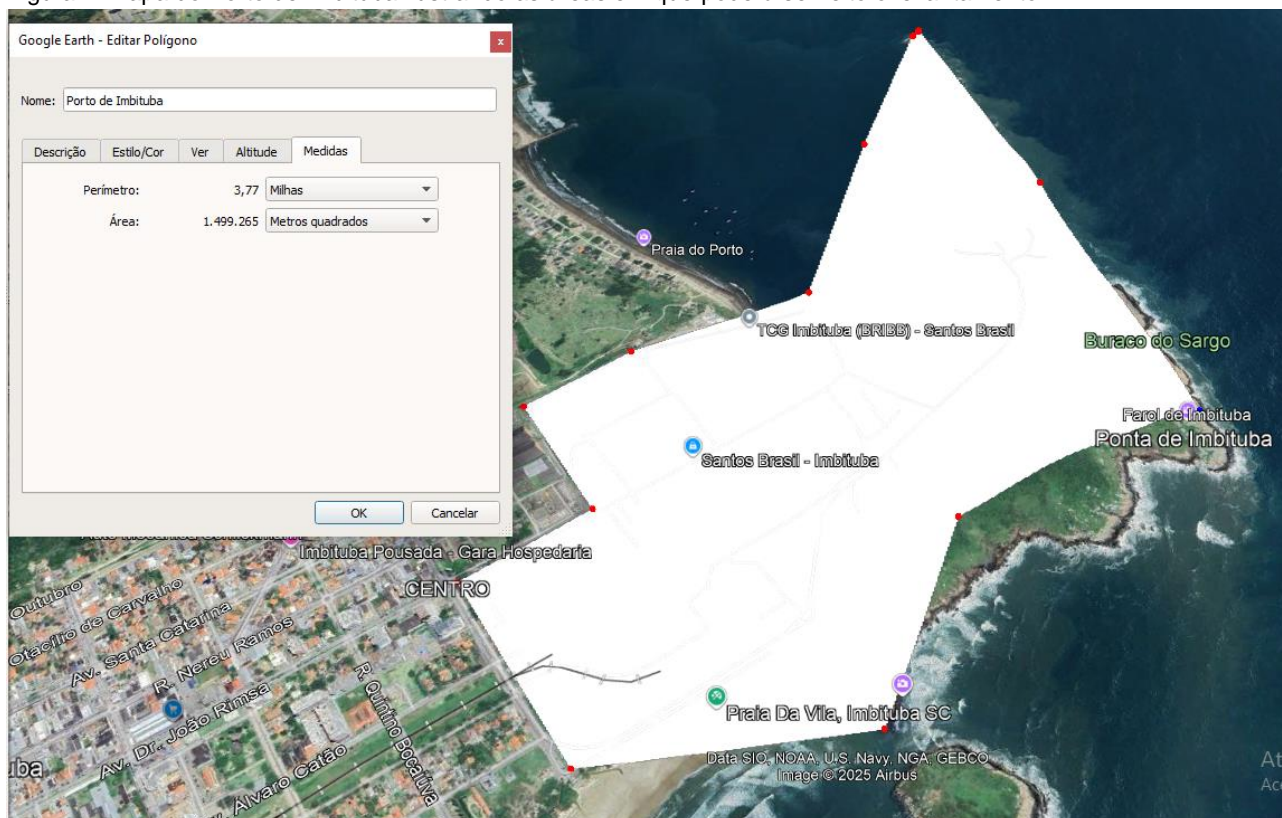 Google Earth - Editar Polígono
x
Nome: Porto de Imbituba
Descrição Estilo/Cor Ver Altitude Medidas
Perímetro: 3,77 Milhas
Área: 1.499.265 Metros quadrados
OK Cancelar
Praia do Porto
TCG Imbituba (BRIBB) - Santos Brasil
Buraco do Sargo
Farol de Imbituba
Ponta de Imbituba
Santos Brasil - Imbituba
Imbituba Pousada - Gara Hospedaria
CENTRO
Outubro
Otacílio de Carvalho
Av. Santa Catarina
R. Nereu Ramos
Av. Dr. João Rimsa
R. Quintino Bocaiúva
Alvaro Catão
Praia Da Vila, Imbituba SC
Data SIO, NOAA, U.S. Navy, NGA, GEBCO
Image © 2025 Airbus